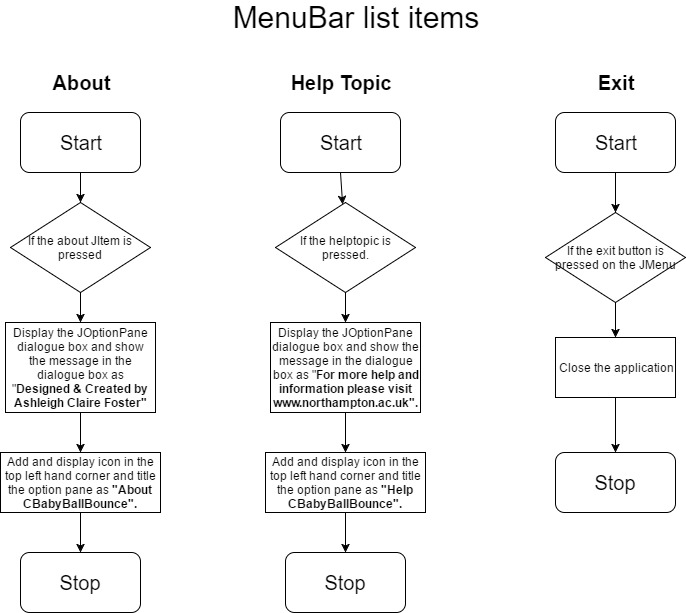 MenuBar list items
About
Start
If the about JItem is
pressed
Display the JOptionPane
dialogue box and show
the message in the
dialogue box as
"Designed & Created by
Ashleigh Claire Foster"
Add and display icon in the
top left hand corner and title
the option pane as "About
CBabyBallBounce".
Stop
Help Topic
Start
If the helptopic is
pressed.
Display the JOptionPane
dialogue box and show the
message in the dialogue
box as "For more help and
information please visit
www.northampton.ac.uk".
Add and display icon in the
top left hand corner and title
the option pane as "Help
CBabyBallBounce".
Stop
Exit
Start
If the exit button is
pressed on the JMenu
Close the application
Stop